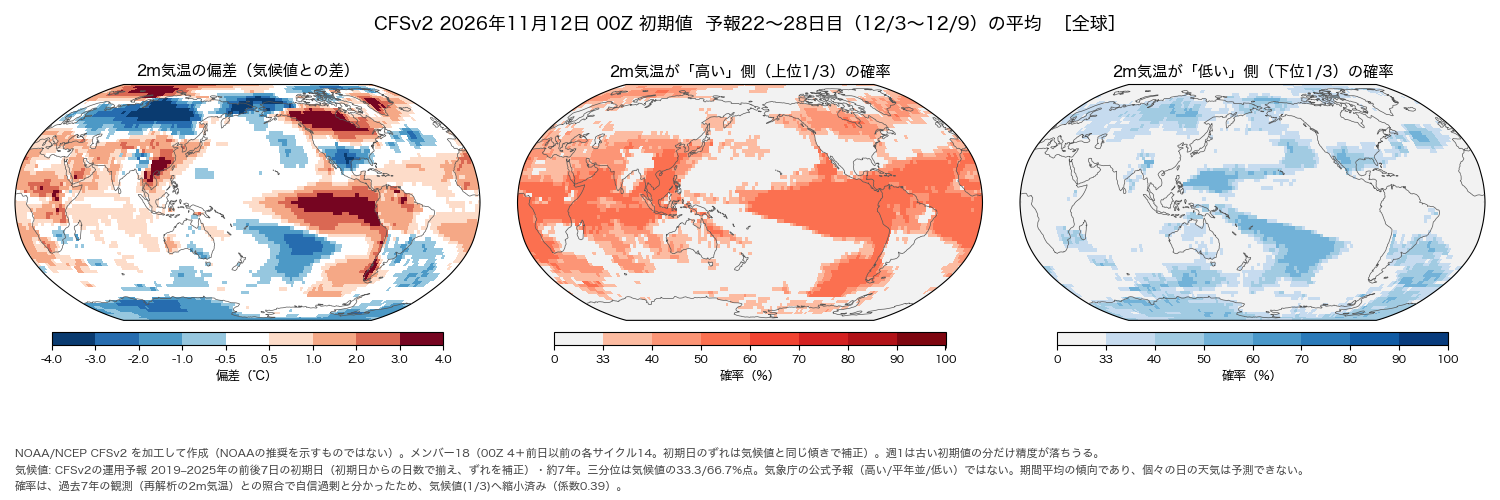 CFSv2 2026年11月12日 00Z 初期値 予報22〜28日目（12/3〜12/9）の平均 ［全球］
2m気温の偏差（気候値との差）
2m気温が「高い」側（上位1/3）の確率
2m気温が「低い」側（下位1/3）の確率
-4.0 -3.0 -2.0 -1.0 -0.5 0.5 1.0 2.0 3.0 4.0
偏差（℃）
0 33 40 50 60 70 80 90 100
確率（%）
0 33 40 50 60 70 80 90 100
確率（%）
NOAA/NCEP CFSv2 を加工して作成（NOAAの推奨を示すものではない）。メンバー18（00Z 4＋前日以前の各サイクル14。初期日のずれは気候値と同じ傾きで補正）。週1は古い初期値の分だけ精度が落ちうる。
気候値: CFSv2の運用予報 2019–2025年の前後7日の初期日（初期日からの日数で揃え、ずれを補正）・約7年。三分位は気候値の33.3/66.7%点。気象庁の公式予報（高い/平年並/低い）ではない。期間平均の傾向であり、個々の日の天気は予測できない。
確率は、過去7年の観測（再解析の2m気温）との照合で自信過剰と分かったため、気候値(1/3)へ縮小済み（係数0.39）。